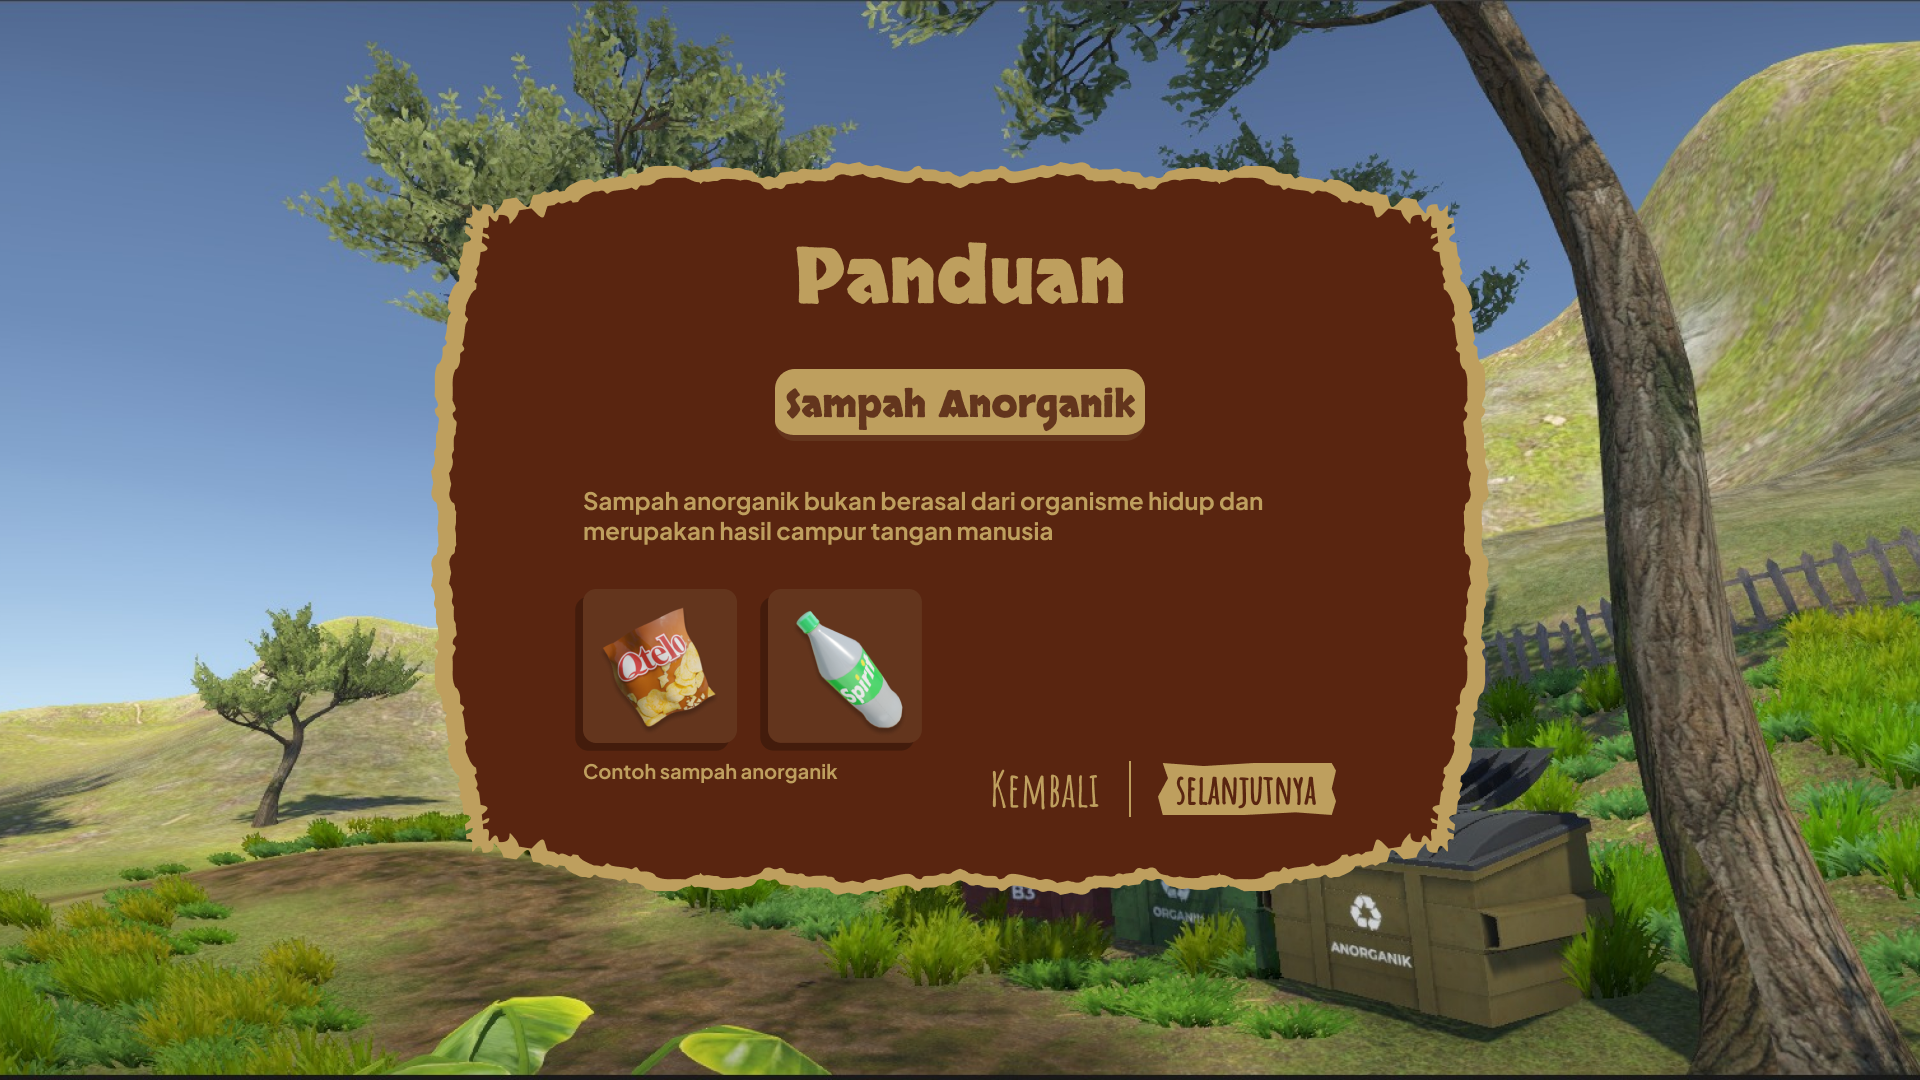 Panduan
Sampah Anorganik
Sampah anorganik bukan berasal dari organisme hidup dan
merupakan hasil campur tangan manusia
Qtelo
Spirit
Contoh sampah anorganik
KEMBALI
SELANJUTNYA
B3
ORGANIK
ANORGANIK